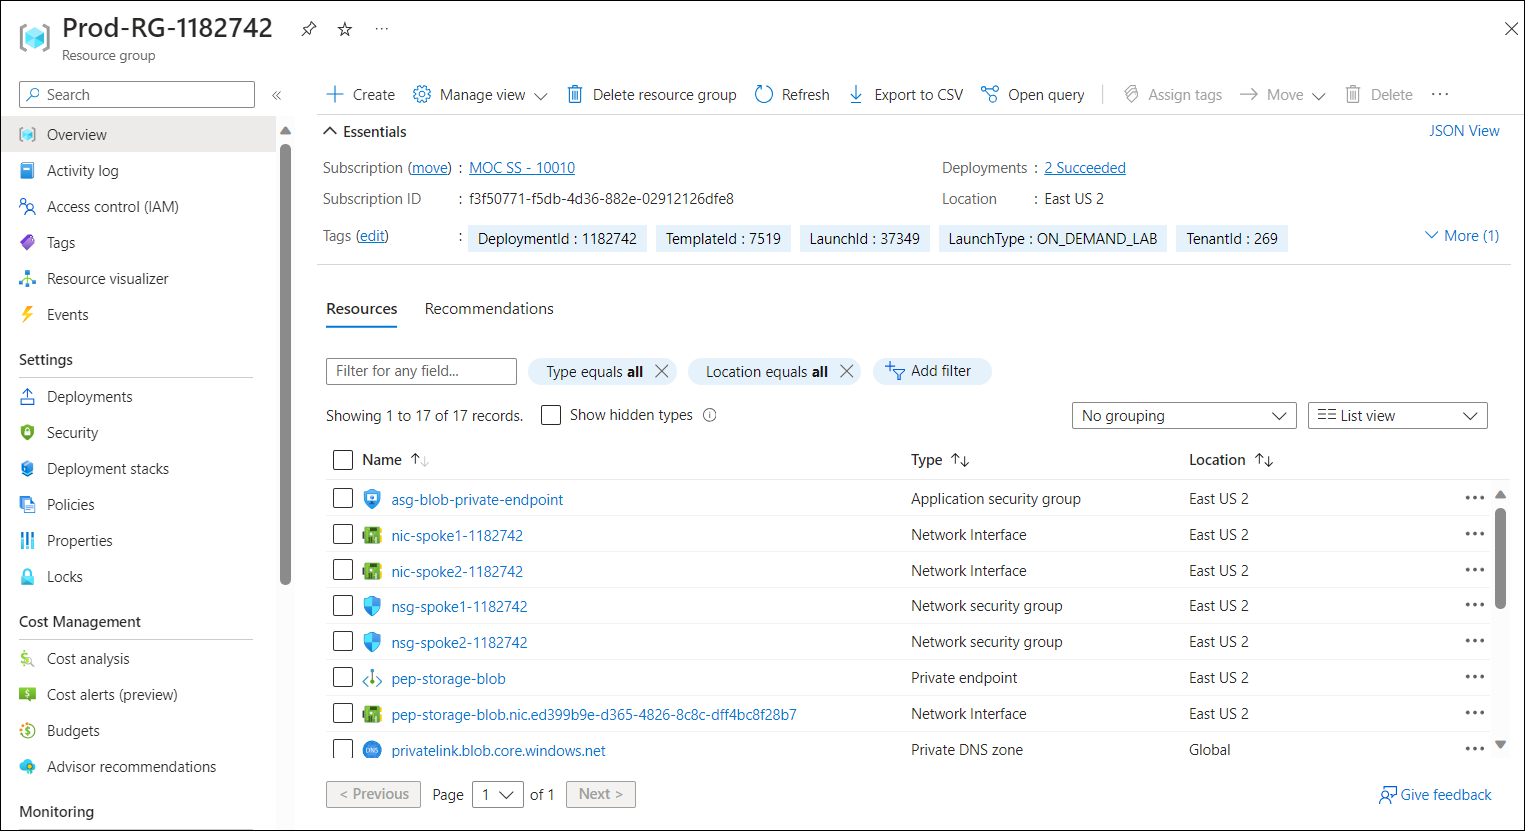 Prod-RG-1182742
Resource group
Search
Overview
Activity log
Access control (IAM)
Tags
Resource visualizer
Events
Settings
Deployments
Security
Deployment stacks
Policies
Properties
Locks
Cost Management
Cost analysis
Cost alerts (preview)
Budgets
Advisor recommendations
Monitoring
Create Manage view Delete resource group Refresh Export to CSV Open query Assign tags Move Delete
Essentials JSON View
Subscription (move) : MOC SS - 10010 Deployments : 2 Succeeded
Subscription ID : f3f50771-f5db-4d36-882e-02912126dfe8 Location : East US 2
Tags (edit) : DeploymentId : 1182742 TemplateId : 7519 LaunchId : 37349 LaunchType : ON_DEMAND_LAB TenantId : 269 More (1)
Resources Recommendations
Filter for any field... Type equals all Location equals all Add filter
Showing 1 to 17 of 17 records. Show hidden types No grouping List view
Name Type Location
asg-blob-private-endpoint Application security group East US 2
nic-spoke1-1182742 Network Interface East US 2
nic-spoke2-1182742 Network Interface East US 2
nsg-spoke1-1182742 Network security group East US 2
nsg-spoke2-1182742 Network security group East US 2
pep-storage-blob Private endpoint East US 2
pep-storage-blob.nic.ed399b9e-d365-4826-8c8c-dff4bc8f28b7 Network Interface East US 2
DNS privatelink.blob.core.windows.net Private DNS zone Global
< Previous Page 1 of 1 Next > Give feedback